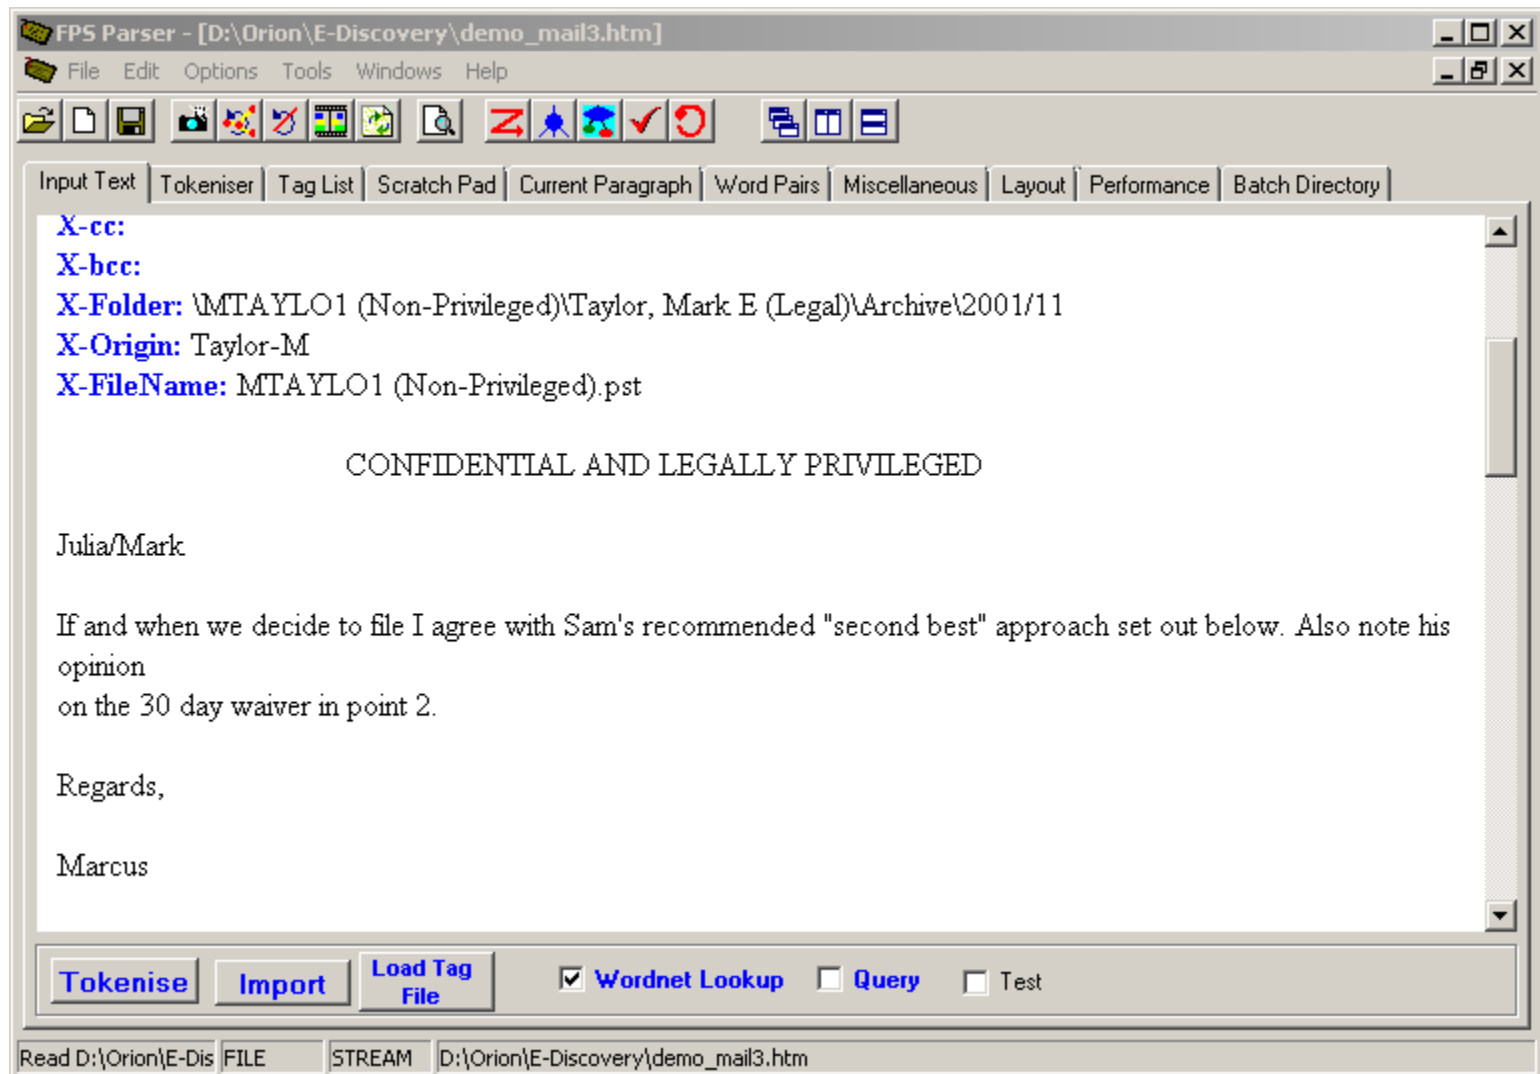 FPS Parser - [D:\Orion\E-Discovery\demo_mail3.htm]
File Edit Options Tools Windows Help
Input Text Tokeniser Tag List Scratch Pad Current Paragraph Word Pairs Miscellaneous Layout Performance Batch Directory
X-cc:
X-bcc:
X-Folder: \MTAYLO1 (Non-Privileged)\Taylor, Mark E (Legal)\Archive\2001/11
X-Origin: Taylor-M
X-FileName: MTAYLO1 (Non-Privileged).pst
CONFIDENTIAL AND LEGALLY PRIVILEGED
Julia/Mark
If and when we decide to file I agree with Sam's recommended "second best" approach set out below. Also note his
opinion
on the 30 day waiver in point 2.
Regards,
Marcus
Tokenise Import Load Tag File Wordnet Lookup Query Test
Read D:\Orion\E-Dis FILE STREAM D:\Orion\E-Discovery\demo_mail3.htm